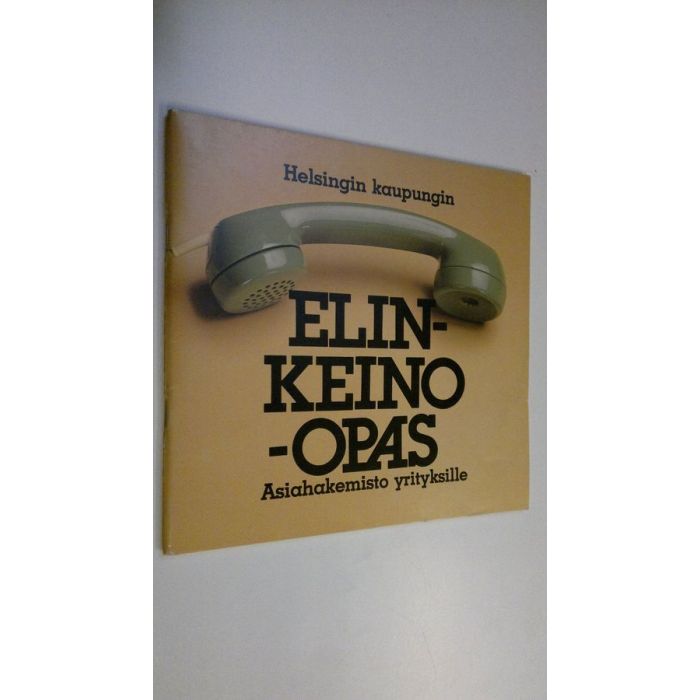 Helsingin kaupungin
ELIN-
KEINO
-OPAS
Asiahakemisto yrityksille